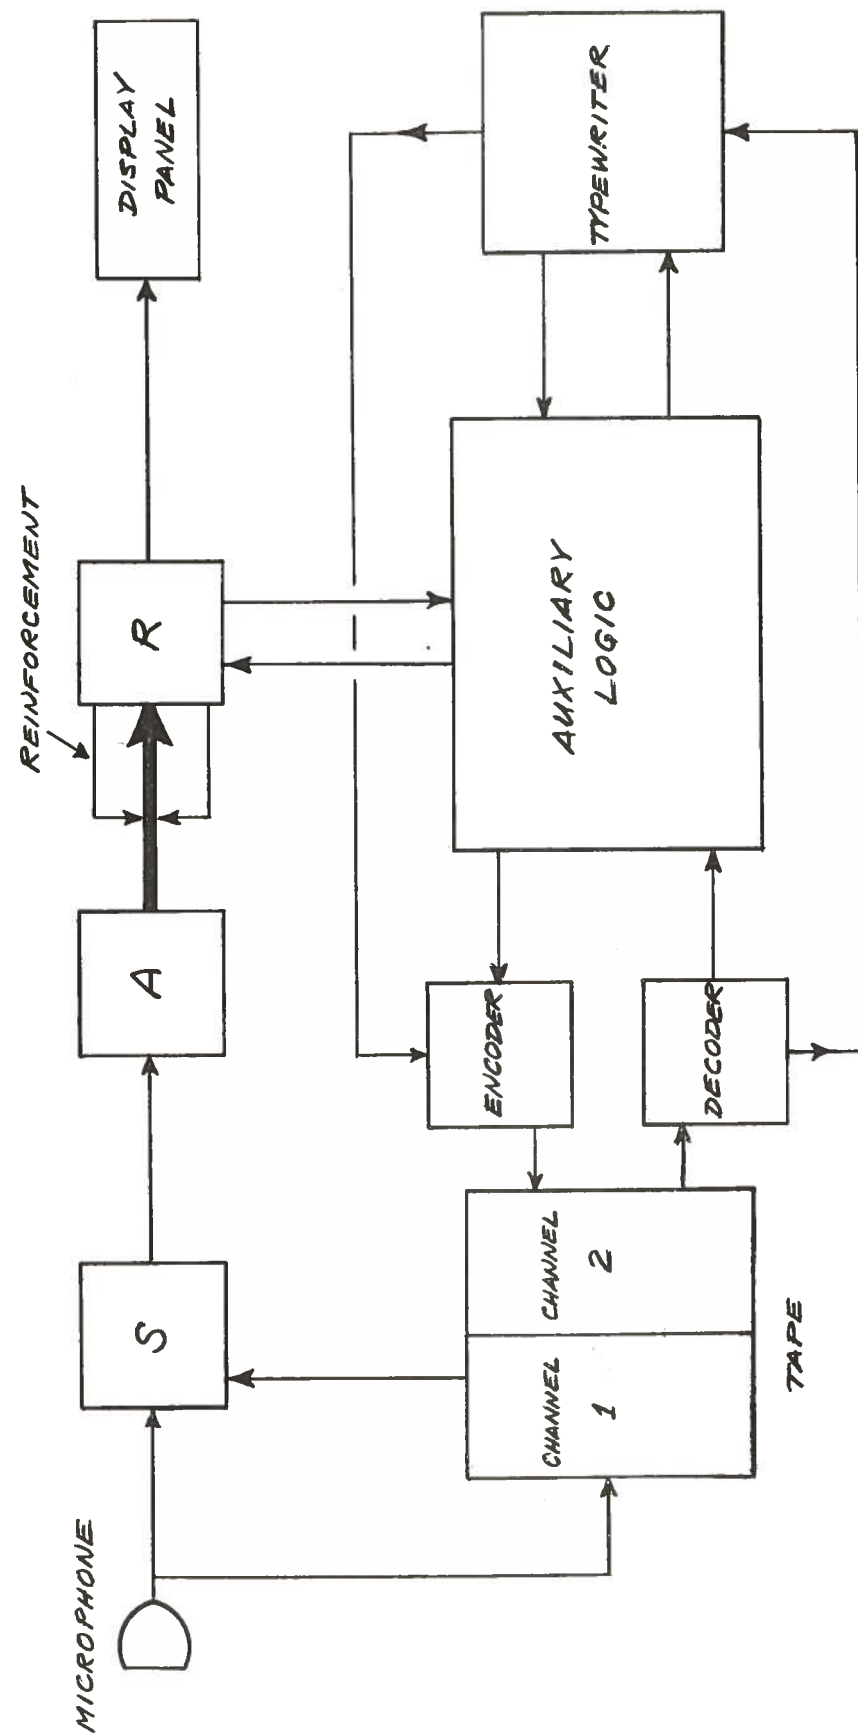 MICROPHONE
S
A
REINFORCEMENT
R
DISPLAY
PANEL
CHANNEL
1
CHANNEL
2
TAPE
ENCODER
DECODER
AUXILIARY
LOGIC
TYPEWRITER